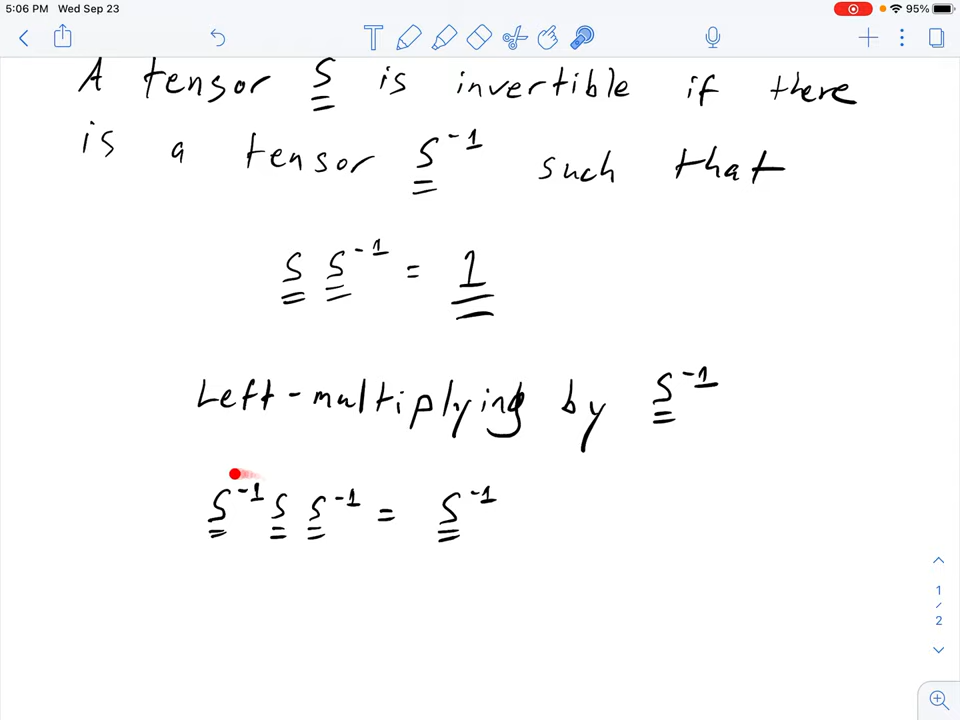 5:06 PM Wed Sep 23 95%
T
A tensor S is invertible if there
is a tensor S⁻¹ such that
S S⁻¹ = 1
Left-multiplying by S⁻¹
S⁻¹ S S⁻¹ = S⁻¹
1
/
2